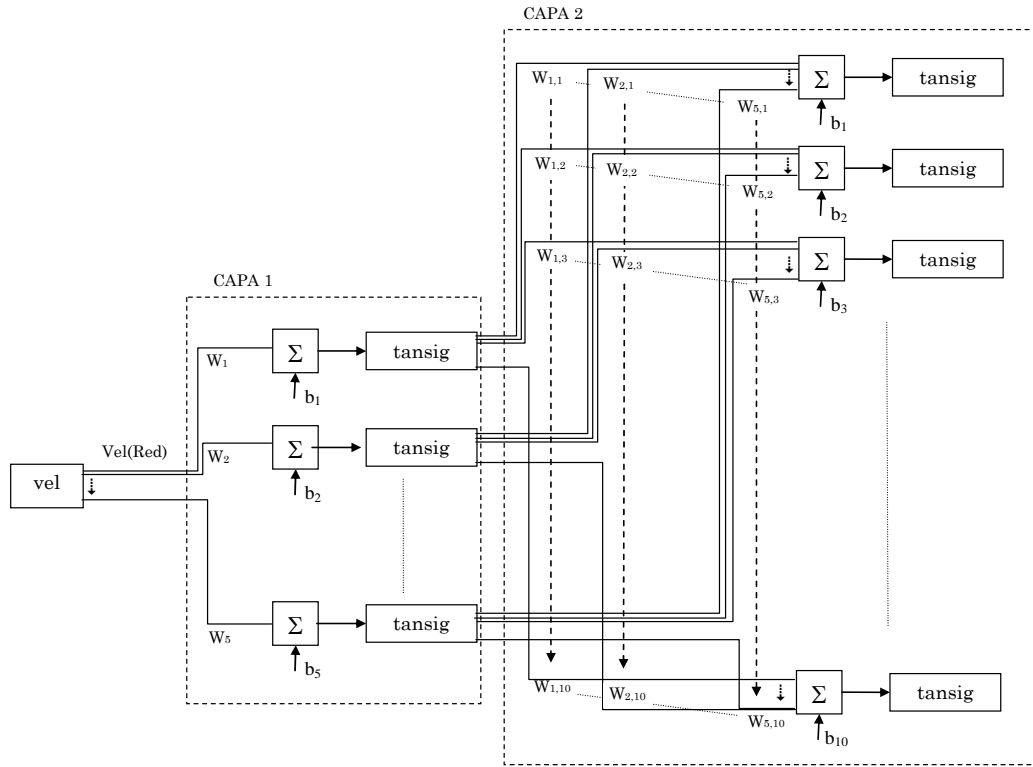 CAPA 2
W1,1
W2,1
W5,1
Σ
tansig
b1
W1,2
W2,2
W5,2
Σ
tansig
b2
W1,3
W2,3
W5,3
Σ
tansig
b3
CAPA 1
W1
Σ
tansig
b1
Vel(Red)
vel
W2
Σ
tansig
b2
W5
Σ
tansig
b5
W1,10
W2,10
W5,10
Σ
tansig
b10